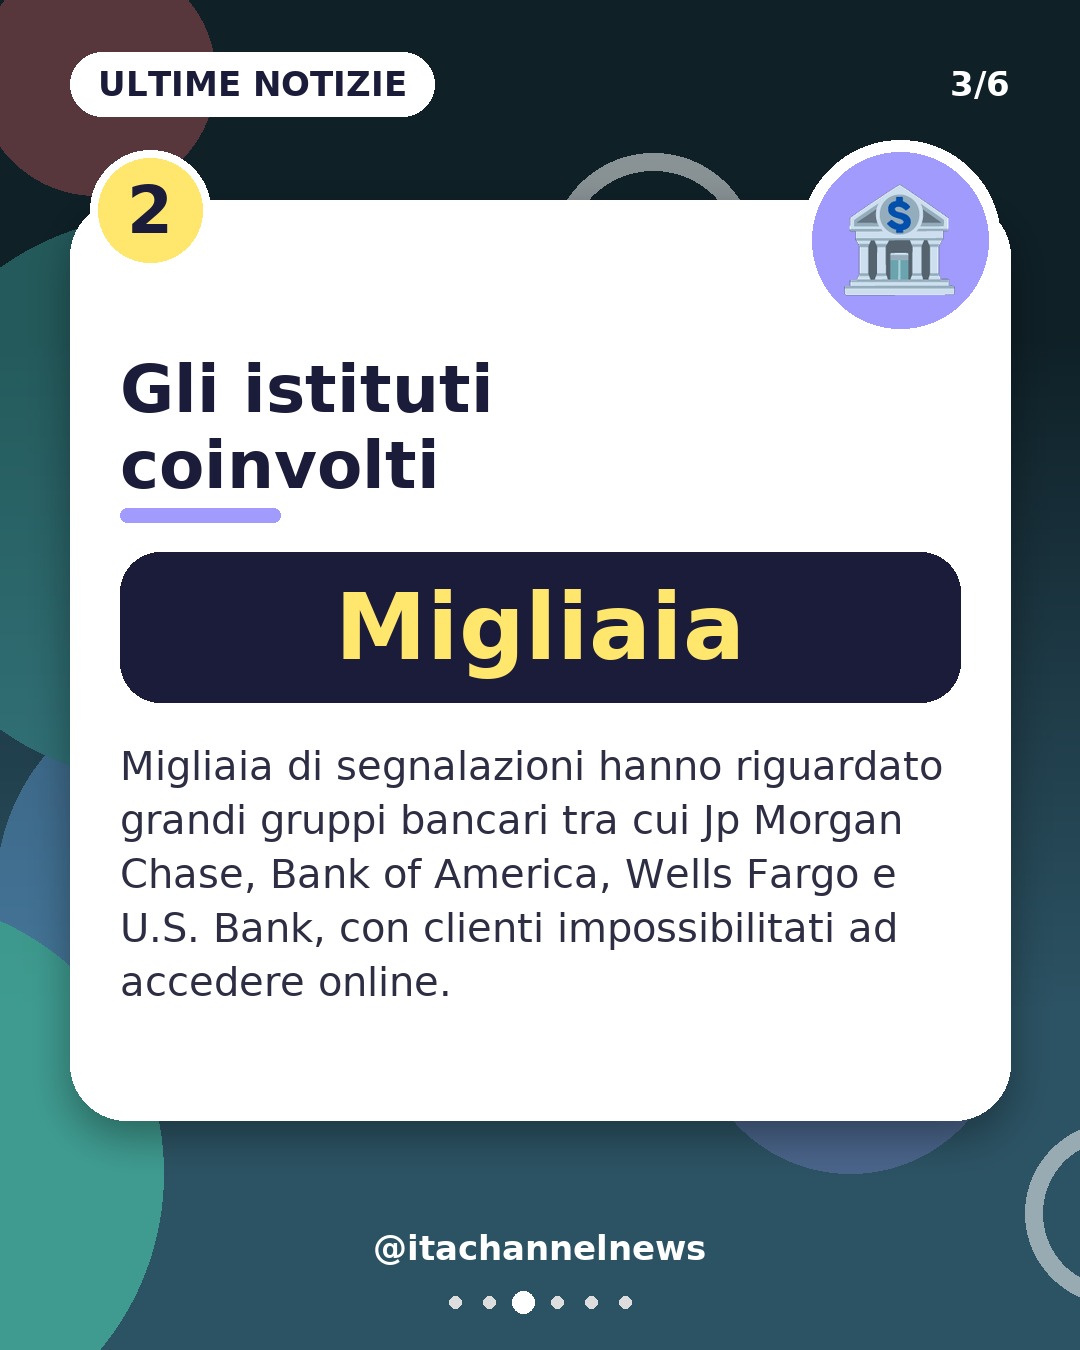 ULTIME NOTIZIE
3/6
2
$
Gli istituti
coinvolti
Migliaia
Migliaia di segnalazioni hanno riguardato
grandi gruppi bancari tra cui Jp Morgan
Chase, Bank of America, Wells Fargo e
U.S. Bank, con clienti impossibilitati ad
accedere online.
@itachannelnews